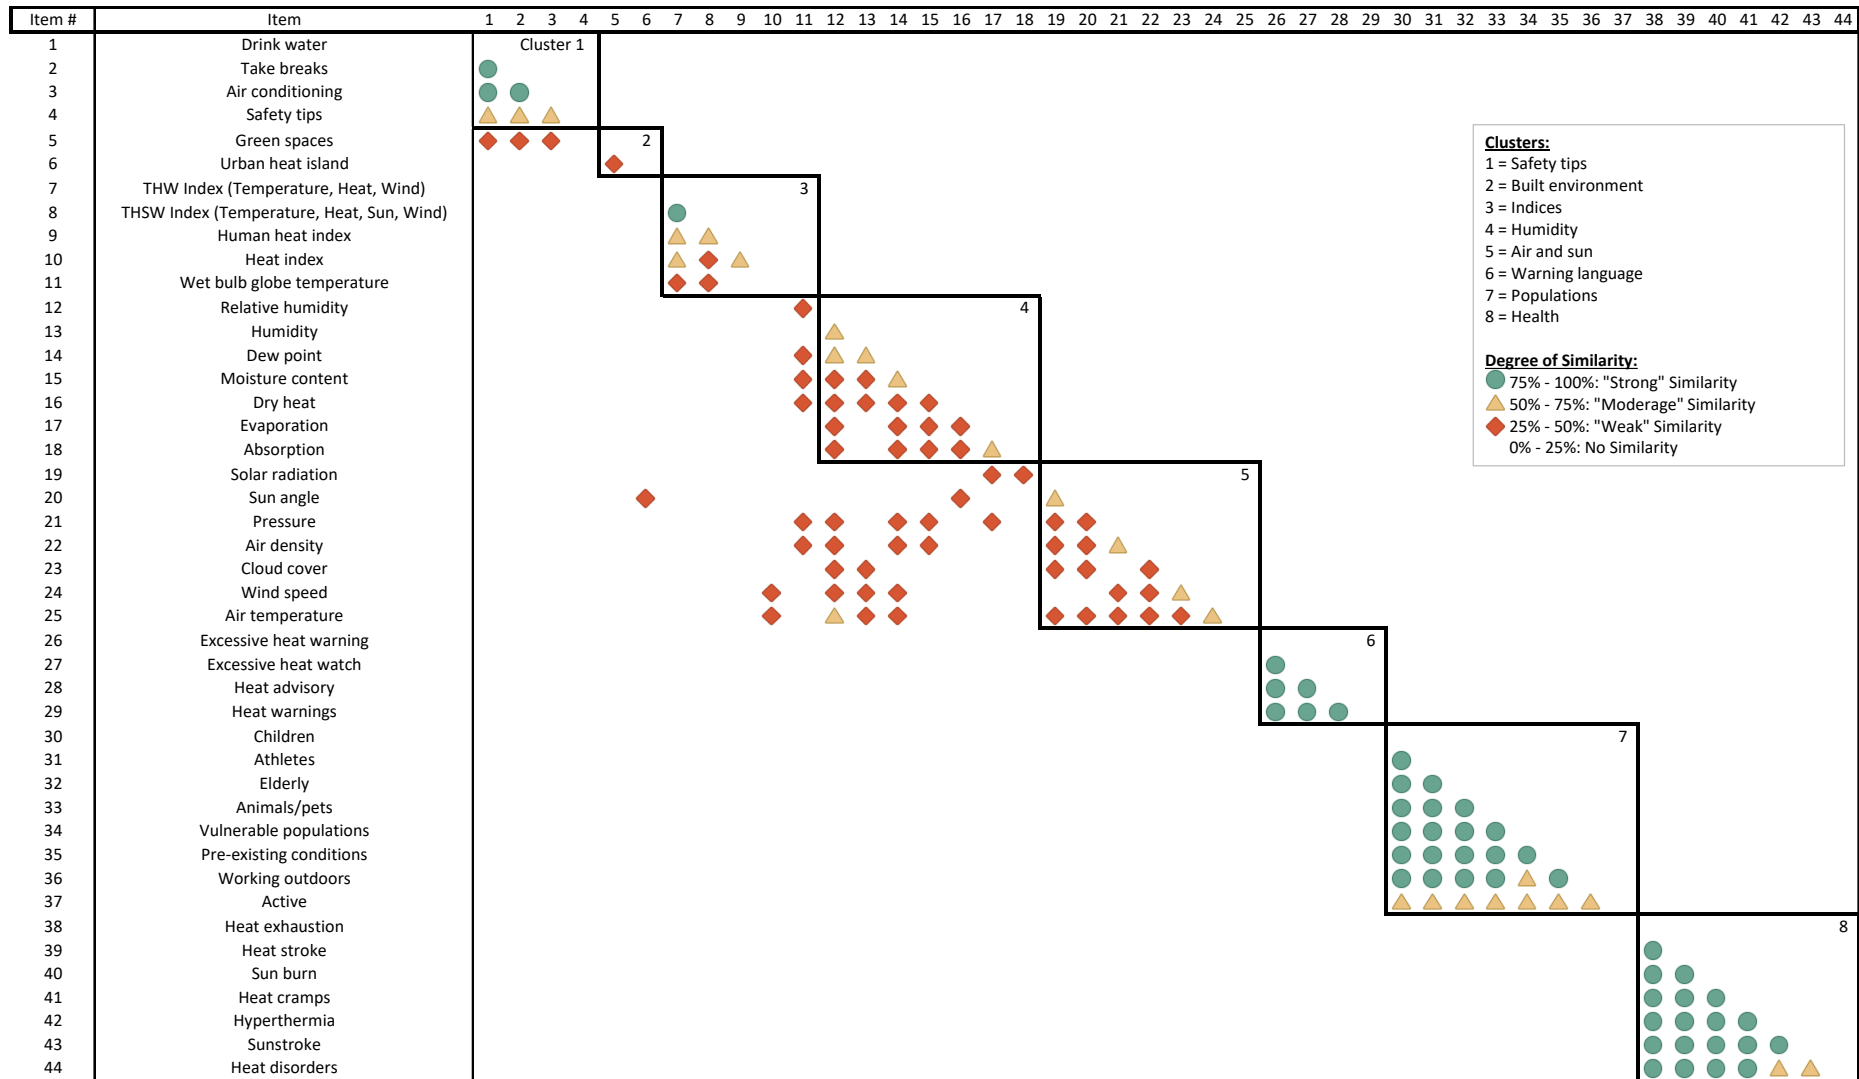 Item # Item 1 2 3 4 5 6 7 8 9 10 11 12 13 14 15 16 17 18 19 20 21 22 23 24 25 26 27 28 29 30 31 32 33 34 35 36 37 38 39 40 41 42 43 44
1 Drink water Cluster 1
2 Take breaks
3 Air conditioning
4 Safety tips
5 Green spaces 2
6 Urban heat island
7 THW Index (Temperature, Heat, Wind) 3
8 THSW Index (Temperature, Heat, Sun, Wind)
9 Human heat index
10 Heat index
11 Wet bulb globe temperature
12 Relative humidity 4
13 Humidity
14 Dew point
15 Moisture content
16 Dry heat
17 Evaporation
18 Absorption
19 Solar radiation 5
20 Sun angle
21 Pressure
22 Air density
23 Cloud cover
24 Wind speed
25 Air temperature
26 Excessive heat warning 6
27 Excessive heat watch
28 Heat advisory
29 Heat warnings
30 Children 7
31 Athletes
32 Elderly
33 Animals/pets
34 Vulnerable populations
35 Pre-existing conditions
36 Working outdoors
37 Active
38 Heat exhaustion 8
39 Heat stroke
40 Sun burn
41 Heat cramps
42 Hyperthermia
43 Sunstroke
44 Heat disorders
Clusters:
1 = Safety tips
2 = Built environment
3 = Indices
4 = Humidity
5 = Air and sun
6 = Warning language
7 = Populations
8 = Health
Degree of Similarity:
75% - 100%: "Strong" Similarity
50% - 75%: "Moderage" Similarity
25% - 50%: "Weak" Similarity
0% - 25%: No Similarity